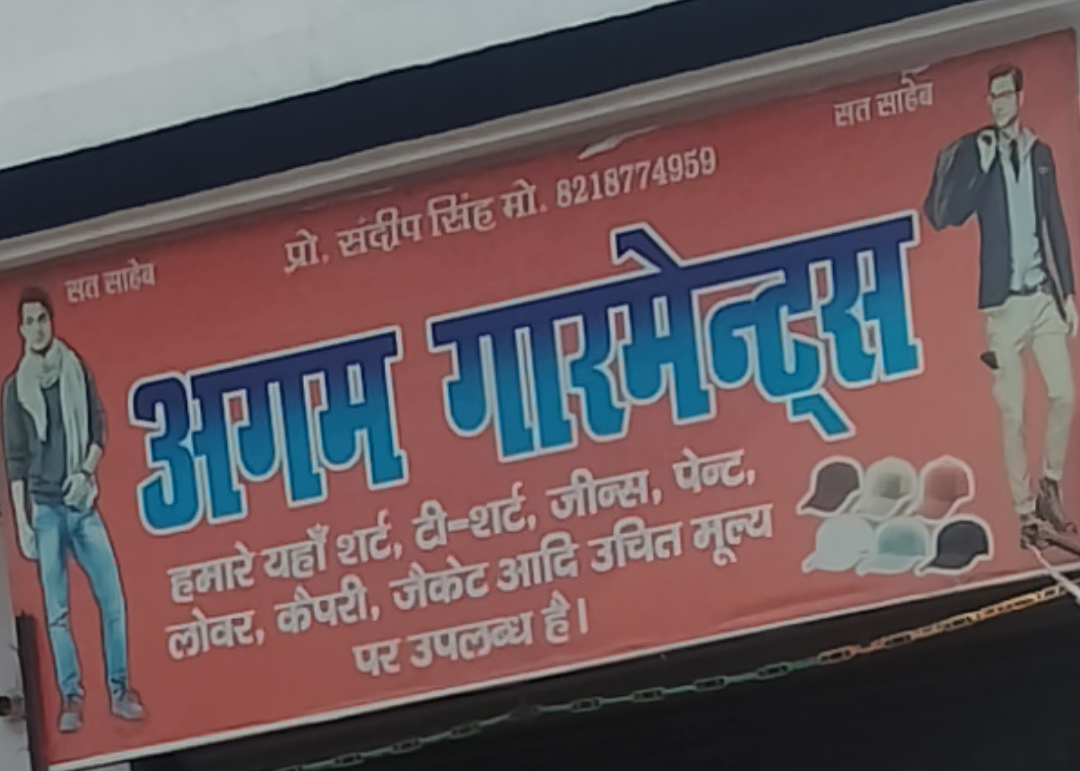 सत साहेब
सत साहेब
प्रो. संदीप सिंह मो. 8218774959
अगम गारमेन्ट्स
हमारे यहाँ शर्ट, टी-शर्ट, जीन्स, पेन्ट,
लोवर, कैपरी, जैकेट आदि उचित मूल्य
पर उपलब्ध है।